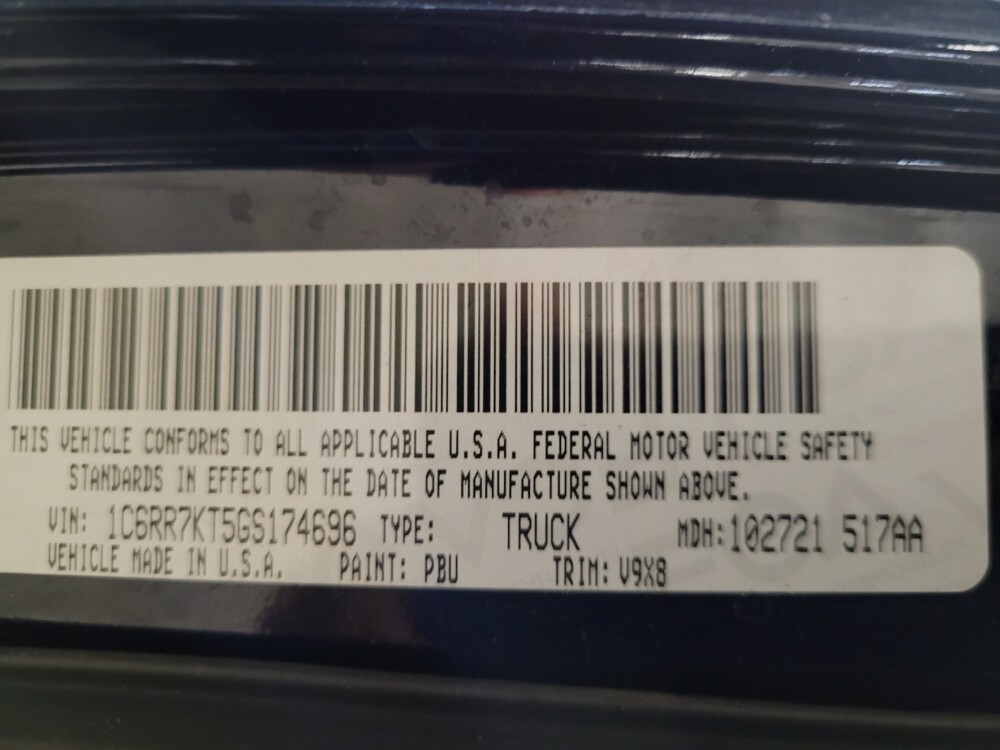 THIS VEHICLE CONFORMS TO ALL APPLICABLE U.S.A. FEDERAL MOTOR VEHICLE SAFETY
STANDARDS IN EFFECT ON THE DATE OF MANUFACTURE SHOWN ABOVE.
VIN: 1C6RR7KT5GS174696 TYPE: TRUCK MDH:102721 517AA
VEHICLE MADE IN U.S.A. PAINT: PBU TRIM: V9X8